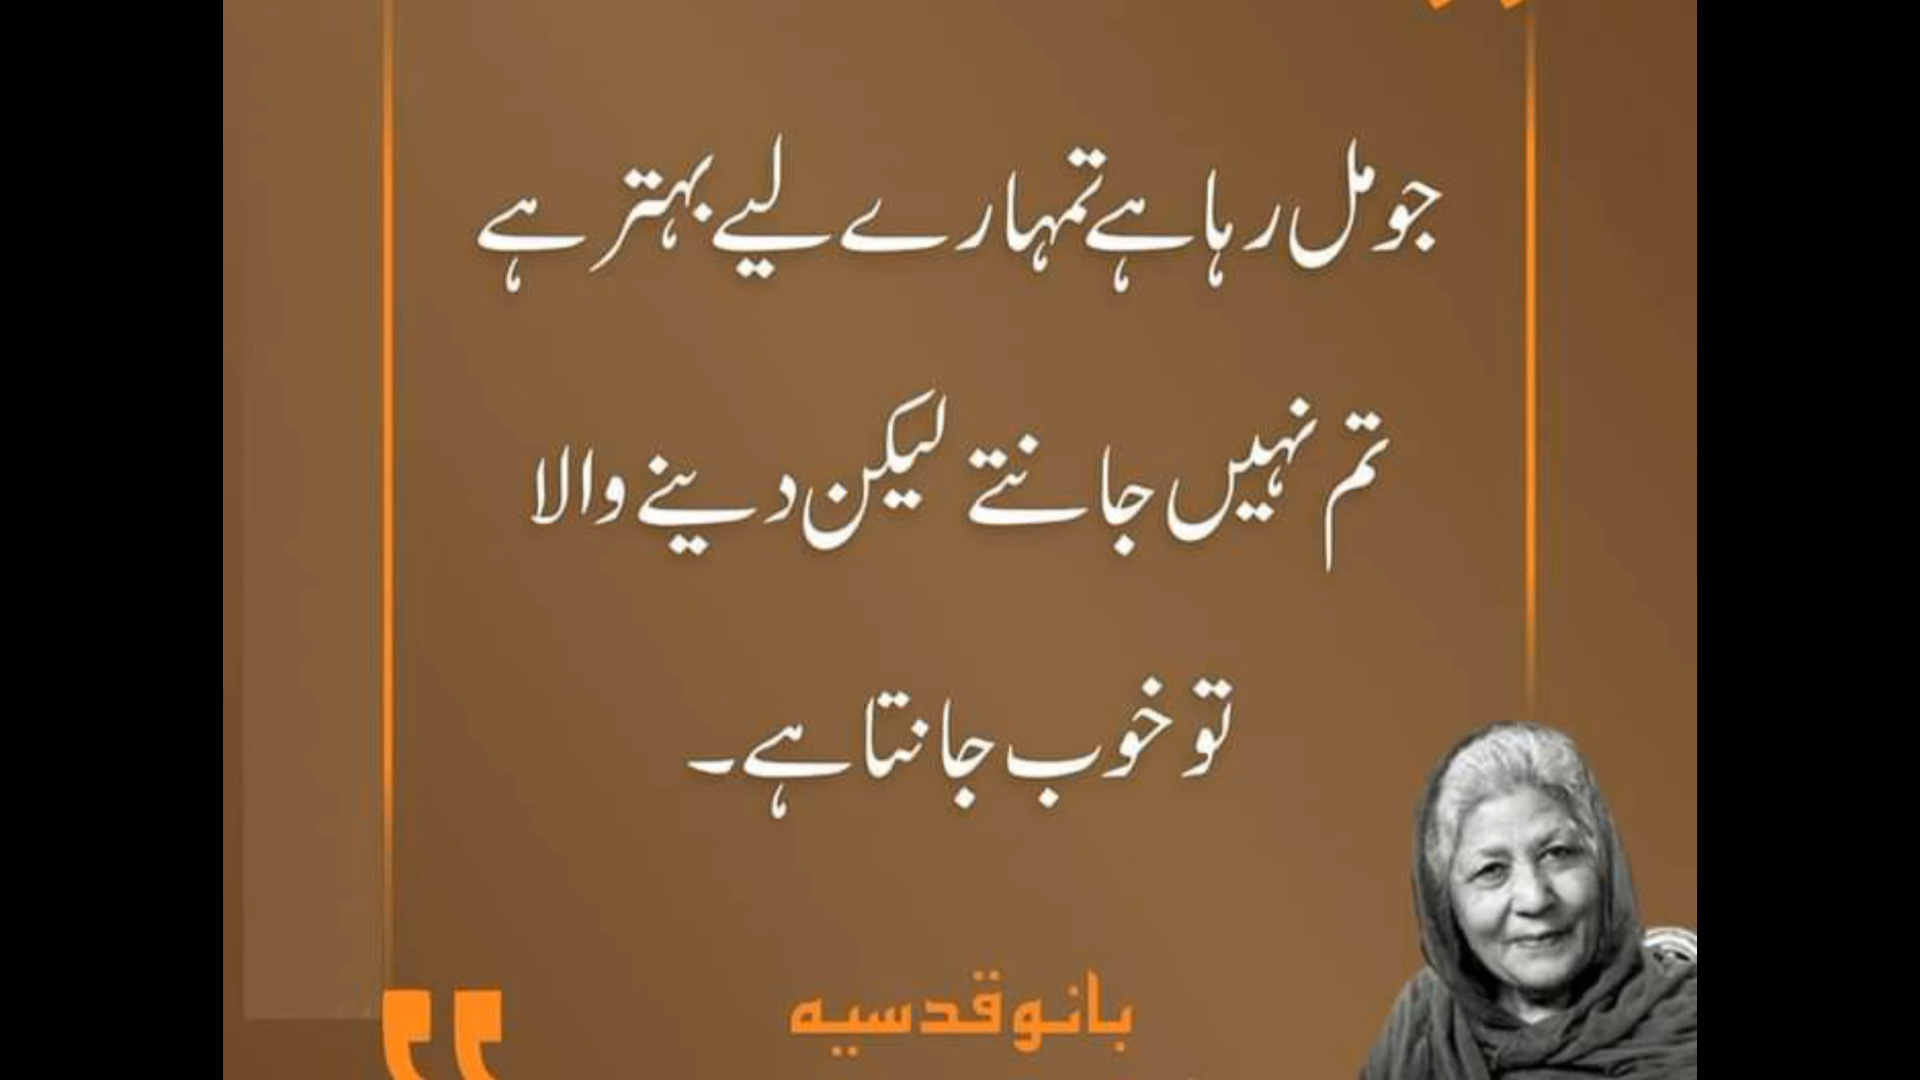 جو مل رہا ہے تمہارے لیے بہتر ہے
تم نہیں جانتے لیکن دینے والا
تو خوب جانتا ہے۔
بانو قدسیہ